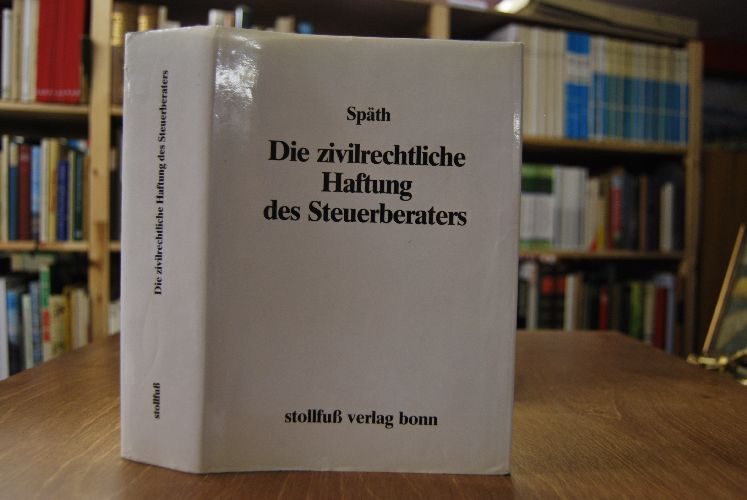 Die zivilrechtliche Haftung des Steuerberaters
stollfuß
Späth
Die zivilrechtliche
Haftung
des Steuerberaters
stollfuß verlag bonn